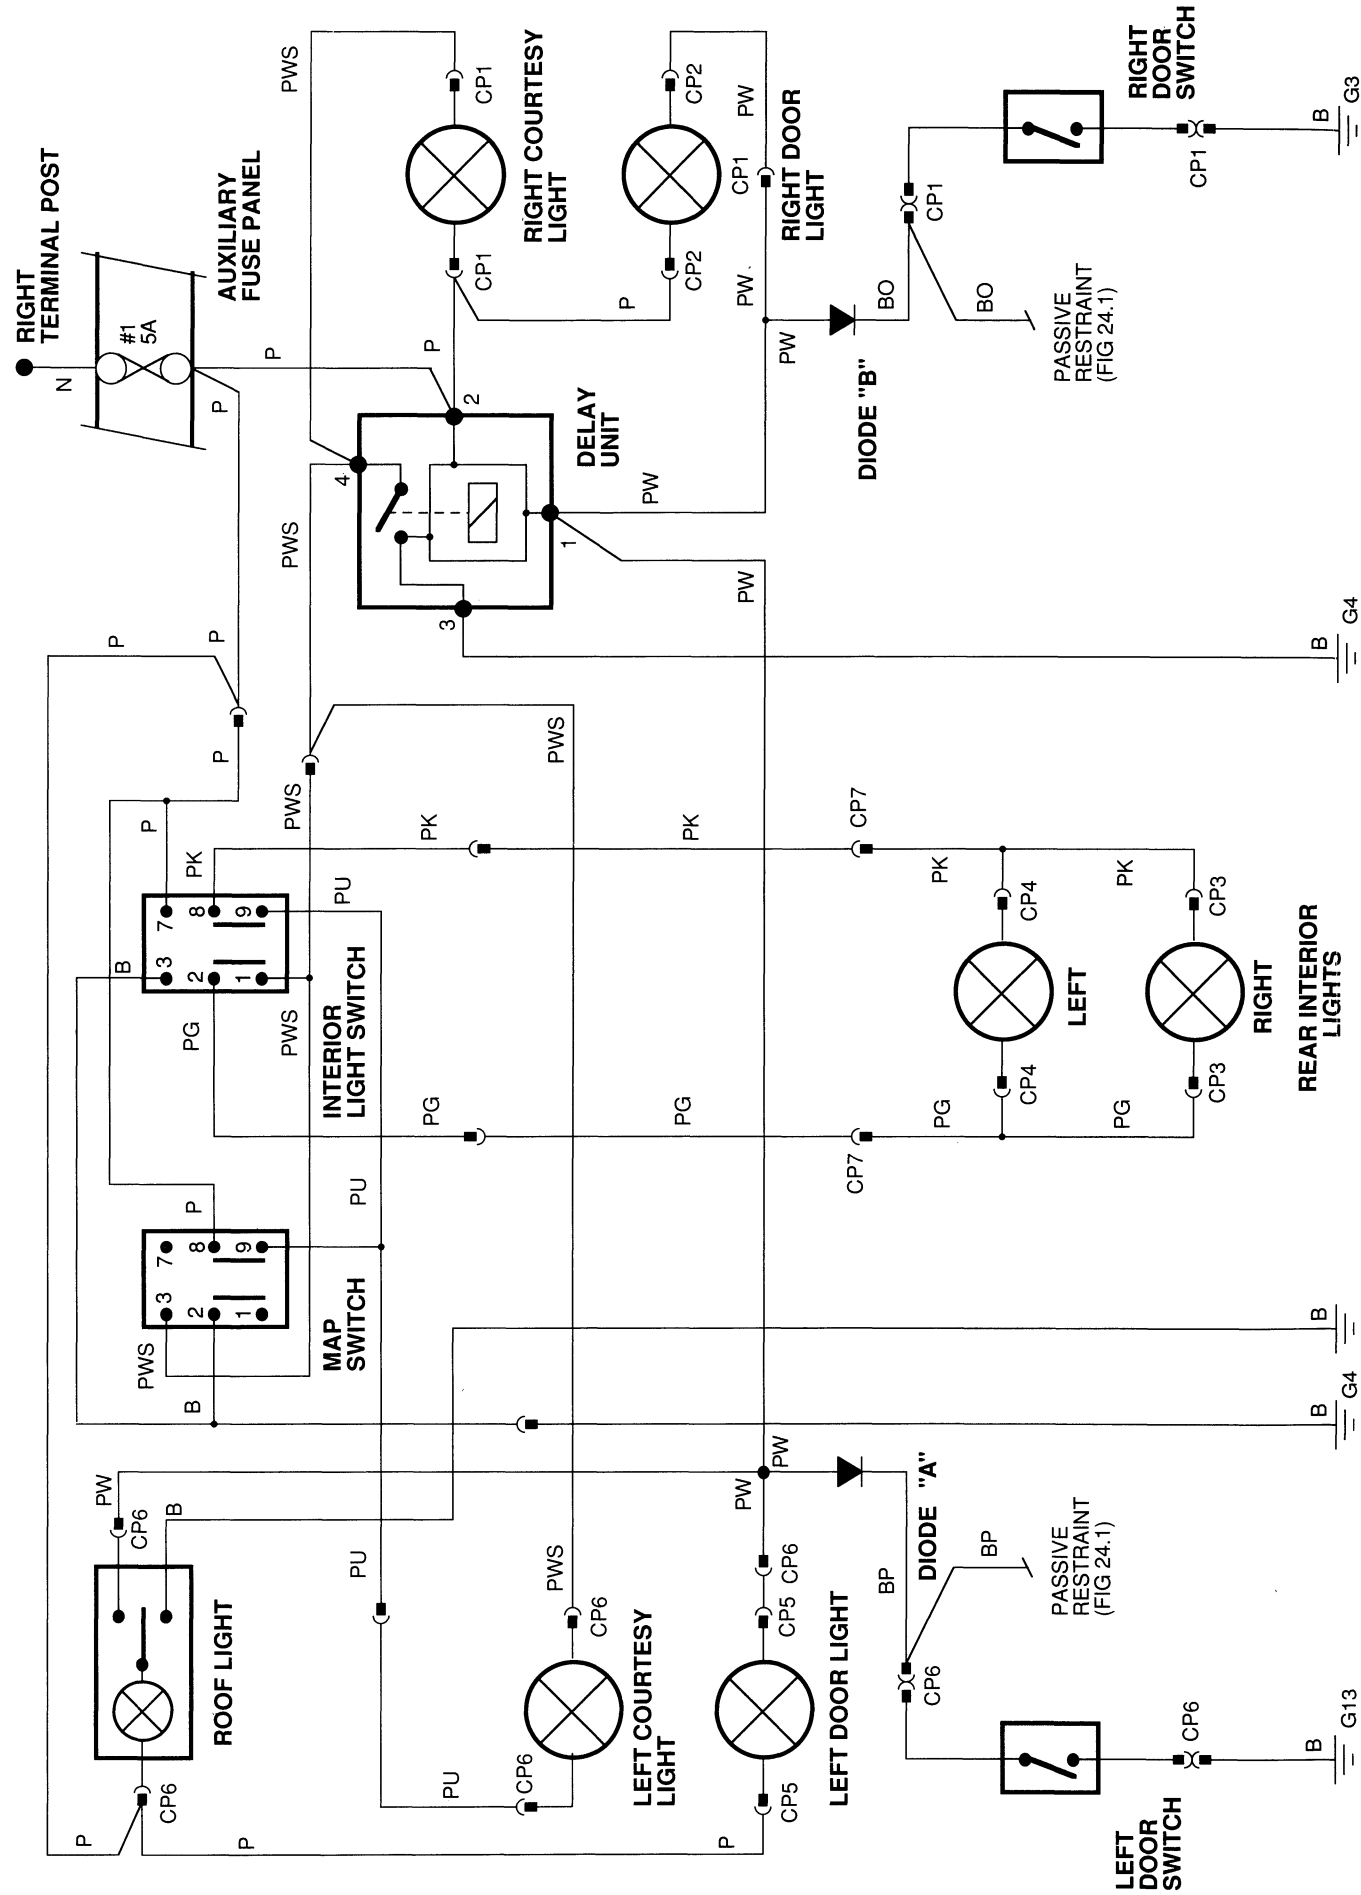 RIGHT
TERMINAL POST
N
#1
5A
AUXILIARY
FUSE PANEL
P
P
PWS
CP1
CP1
RIGHT COURTESY
LIGHT
CP2
CP2
P
P
PW
CP1
RIGHT DOOR
LIGHT
PW
PW
DIODE "B"
BO
BO
CP1
PASSIVE
RESTRAINT
(FIG 24.1)
RIGHT
DOOR
SWITCH
CP1
B
G3
4
2
3
1
DELAY
UNIT
PW
PW
PWS
B
G4
P
P
P
P
PWS
PWS
PK
PK
PK
CP7
PK
PK
CP4
CP3
B
3
2
1
7
8
9
PU
INTERIOR
LIGHT SWITCH
PG
PWS
PG
PG
CP7
PG
PG
CP4
CP3
LEFT
RIGHT
REAR INTERIOR
LIGHTS
P
3
2
1
7
8
9
MAP
SWITCH
PWS
B
PU
B
B
G4
PW
CP6
B
ROOF LIGHT
CP6
P
P
PU
PU
PWS
CP6
CP6
LEFT COURTESY
LIGHT
PW
PW
CP6
CP5
LEFT DOOR LIGHT
CP5
P
DIODE "A"
BP
BP
PASSIVE
RESTRAINT
(FIG 24.1)
CP6
LEFT
DOOR
SWITCH
CP6
B
G13